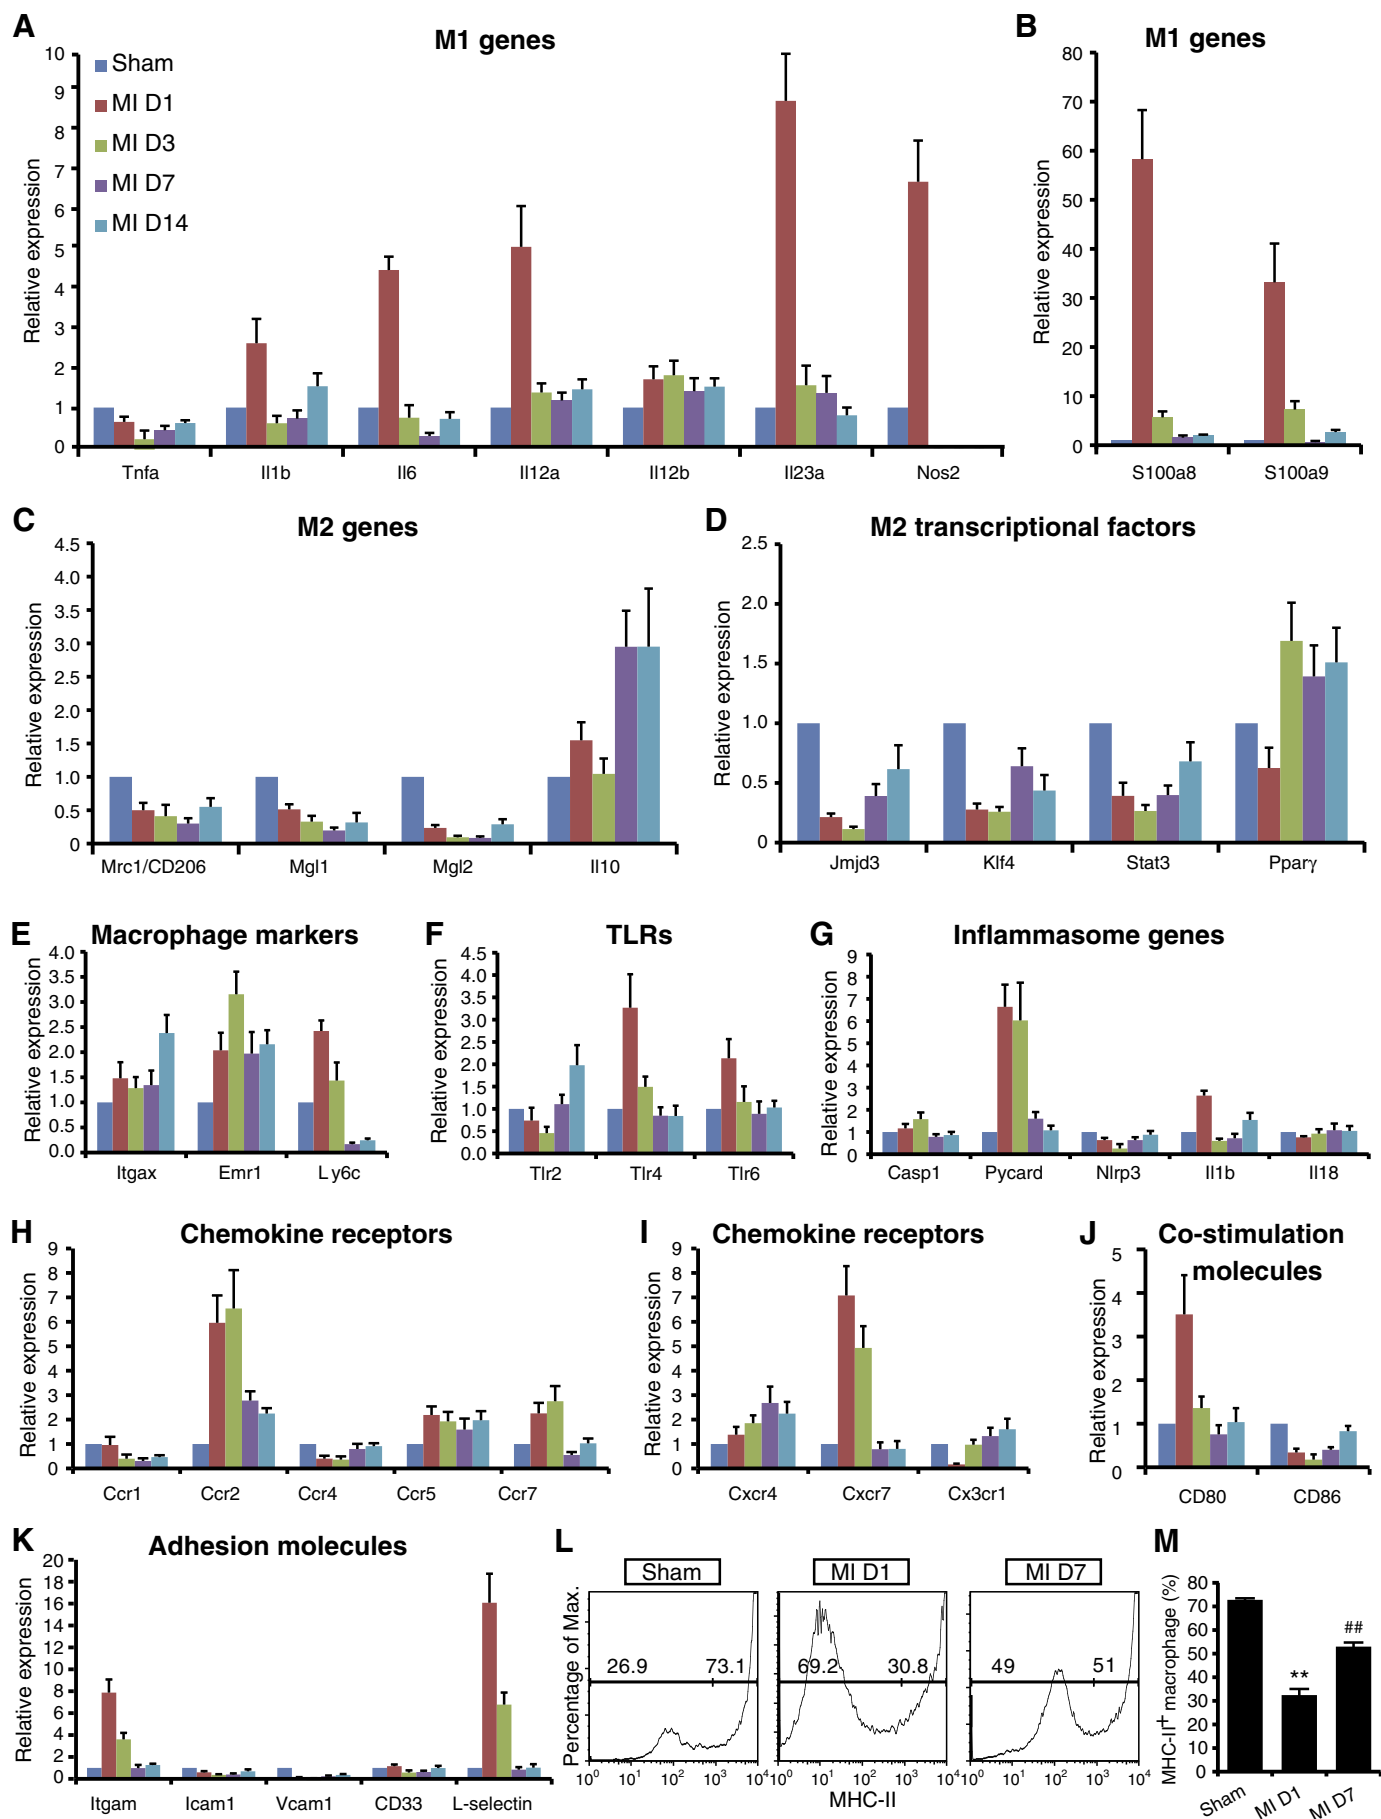 A
M1 genes
10
9
8
7
6
5
4
3
2
1
0
Relative expression
Sham
MI D1
MI D3
MI D7
MI D14
Tnfa Il1b Il6 Il12a Il12b Il23a Nos2
B
M1 genes
80
70
60
50
40
30
20
10
0
Relative expression
S100a8 S100a9
C
M2 genes
4.5
4.0
3.5
3.0
2.5
2.0
1.5
1.0
0.5
0
Relative expression
Mrc1/CD206 Mgl1 Mgl2 Il10
D
M2 transcriptional factors
2.5
2.0
1.5
1.0
0.5
0
Relative expression
Jmjd3 Klf4 Stat3 Pparγ
E
Macrophage markers
4.0
3.5
3.0
2.5
2.0
1.5
1.0
0.5
0.0
Relative expression
Itgax Emr1 Ly6c
F
TLRs
4.5
4.0
3.5
3.0
2.5
2.0
1.5
1.0
0.5
0.0
Relative expression
Tlr2 Tlr4 Tlr6
G
Inflammasome genes
9
8
7
6
5
4
3
2
1
0
Relative expression
Casp1 Pycard Nlrp3 Il1b Il18
H
Chemokine receptors
9
8
7
6
5
4
3
2
1
0
Relative expression
Ccr1 Ccr2 Ccr4 Ccr5 Ccr7
I
Chemokine receptors
9
8
7
6
5
4
3
2
1
0
Relative expression
Cxcr4 Cxcr7 Cx3cr1
J
Co-stimulation
molecules
5
4
3
2
1
0
Relative expression
CD80 CD86
K
Adhesion molecules
20
18
16
14
12
10
8
6
4
2
0
Relative expression
Itgam Icam1 Vcam1 CD33 L-selectin
L
Sham MI D1 MI D7
Percentage of Max.
26.9 73.1 69.2 30.8 49 51
10⁰ 10¹ 10² 10³ 10⁴ 10⁰ 10¹ 10² 10³ 10⁴ 10⁰ 10¹ 10² 10³ 10⁴
MHC-II
M
80
70
60
50
40
30
20
10
0
MHC-II⁺ macrophage (%)
**
##
Sham MI D1 MI D7